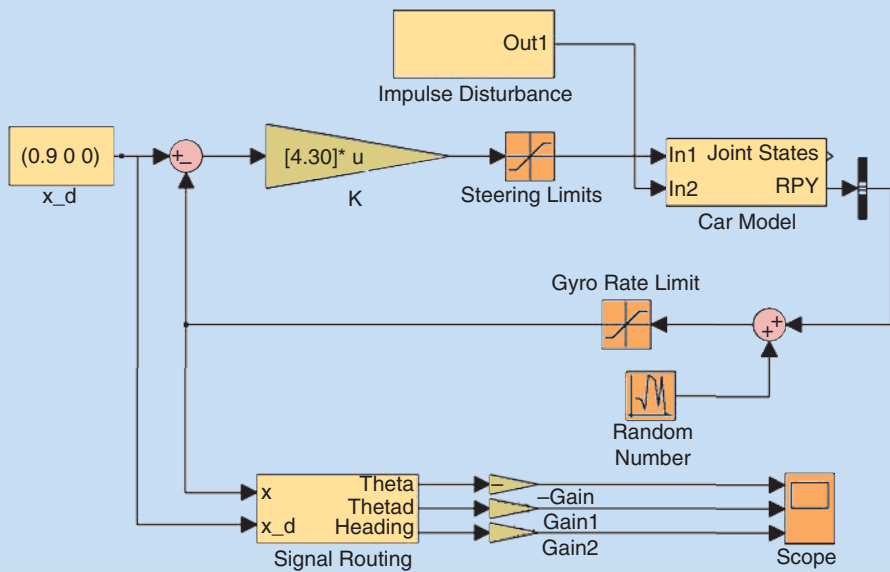 Out1
Impulse Disturbance
(0.9 0 0)
x_d
+
–
[4.30]* u
K
Steering Limits
In1
Joint States
In2
RPY
Car Model
Gyro Rate Limit
+
+
Random
Number
x
Theta
Thetad
x_d
Heading
Signal Routing
–
–Gain
Gain1
Gain2
Scope